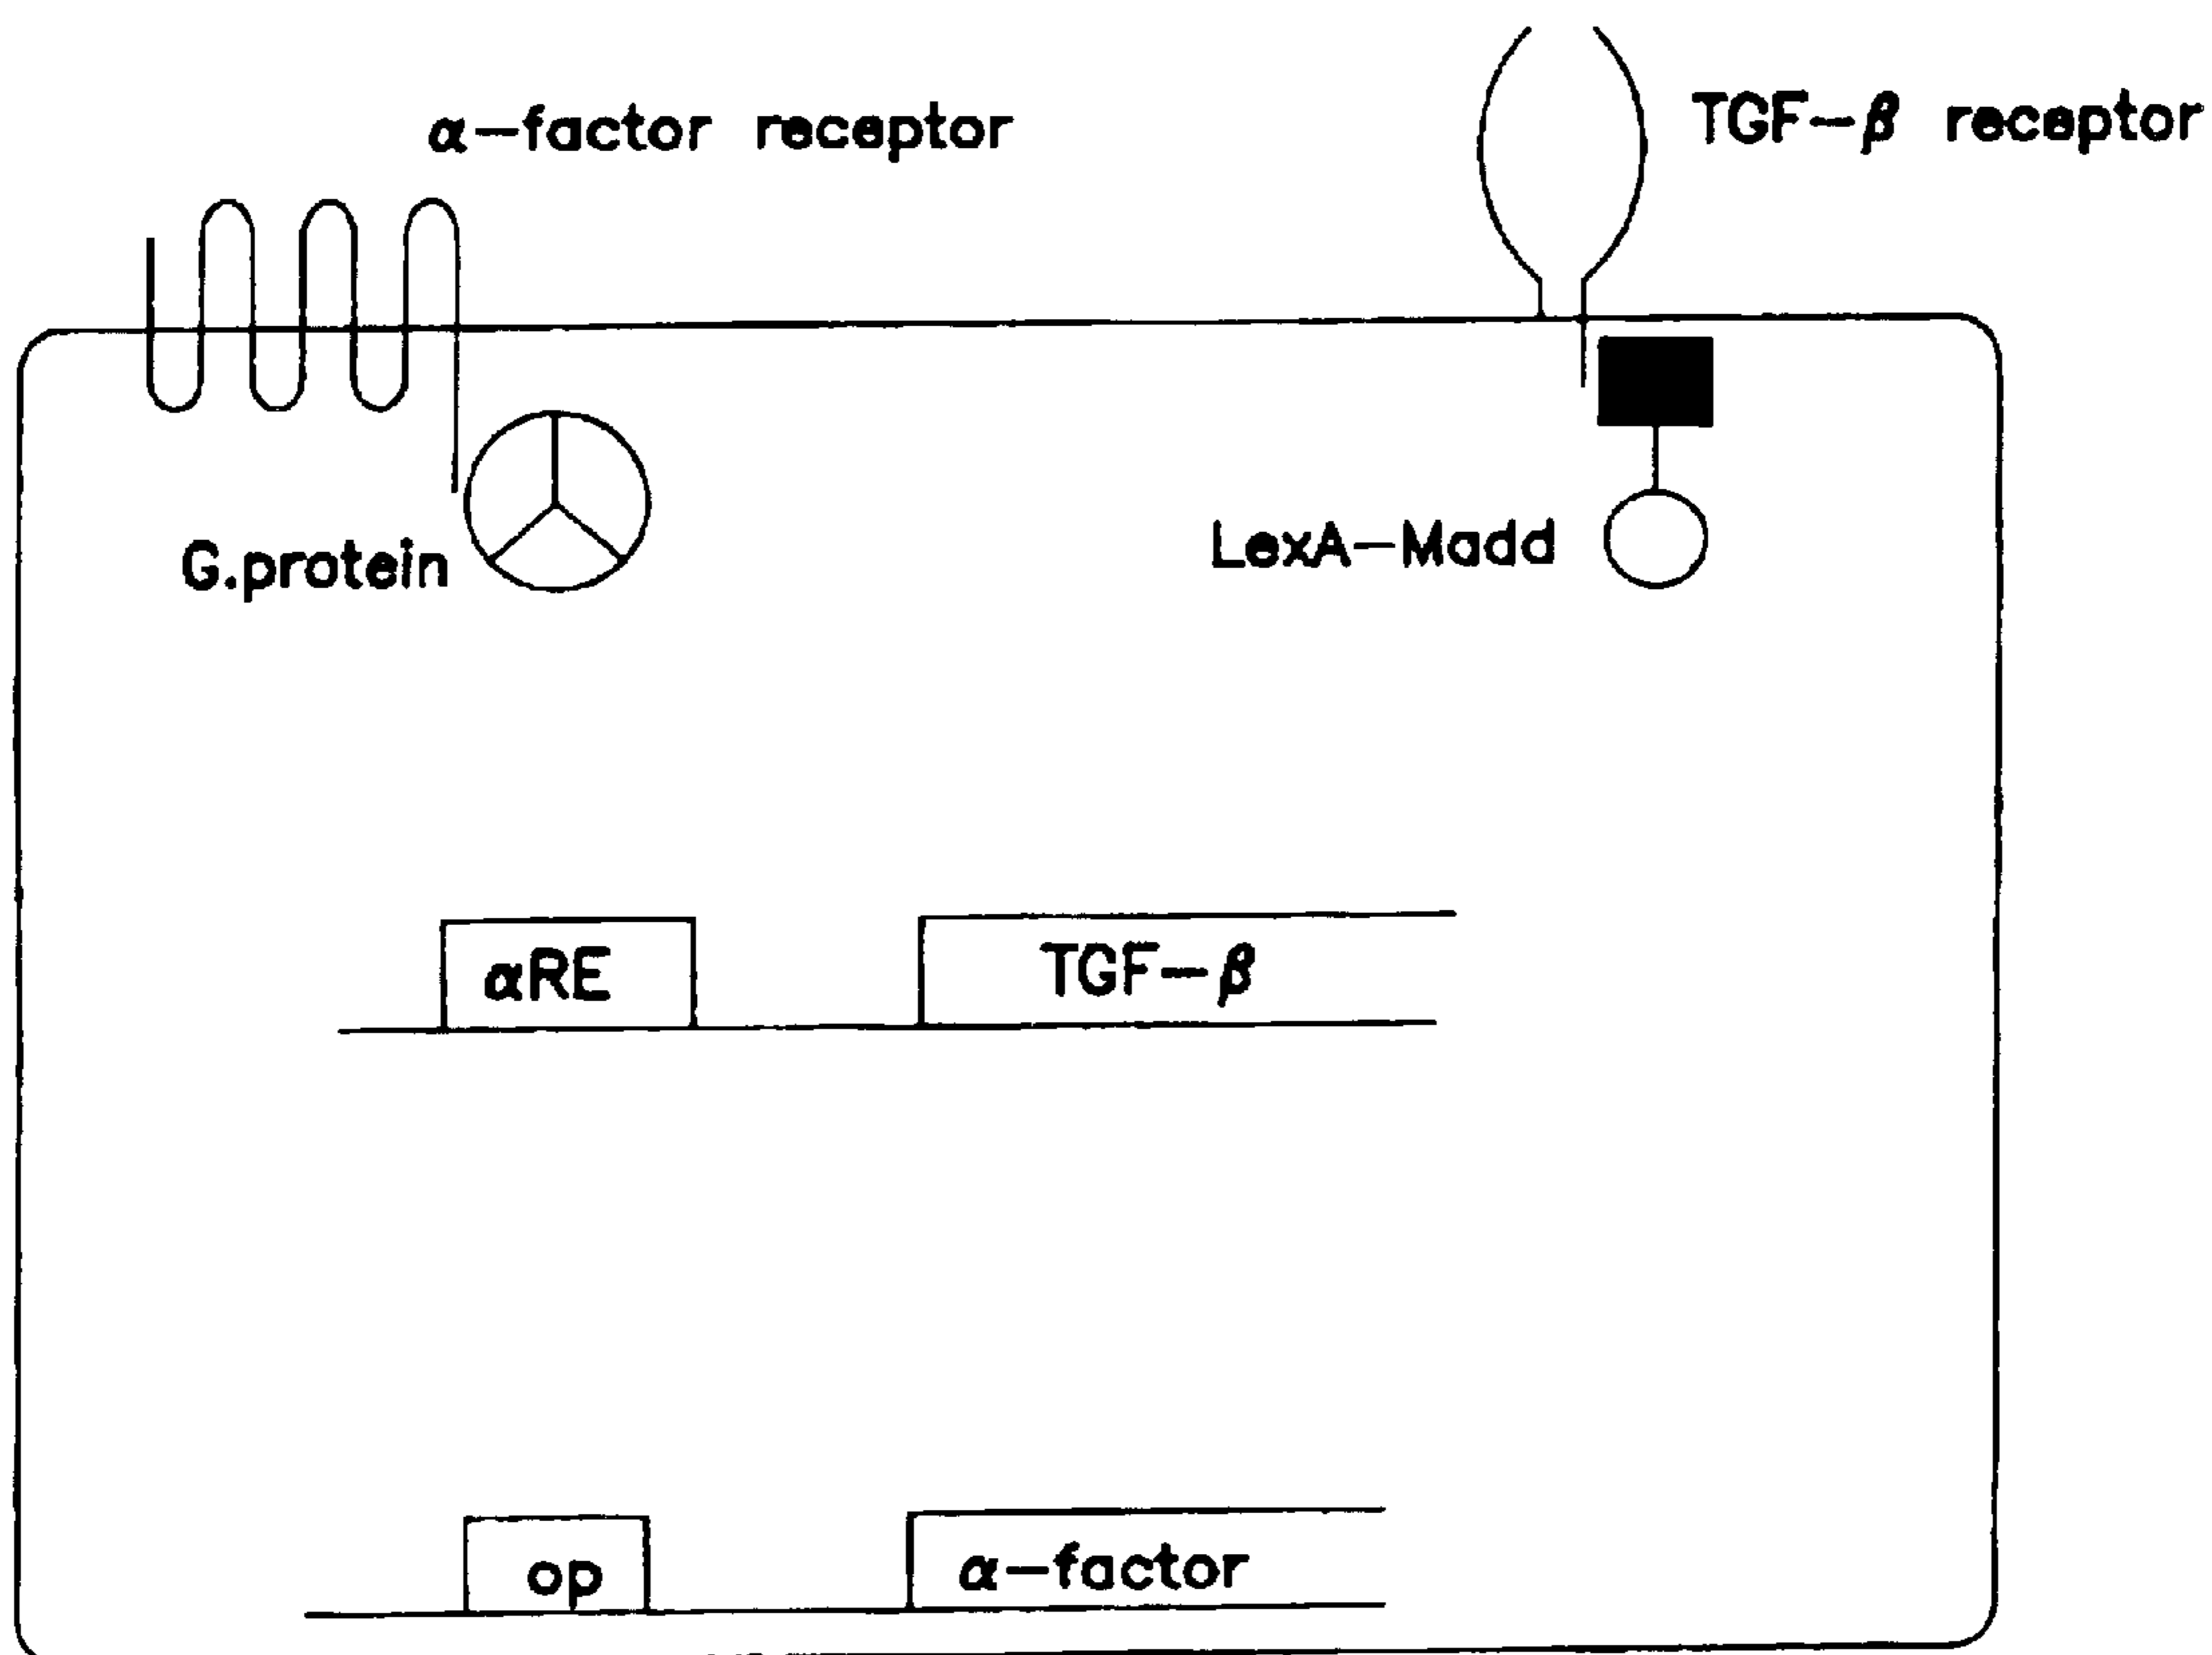 α-factor receptor
TGF-β receptor
G.protein
LexA-Madd
αRE
TGF-β
op
α-factor